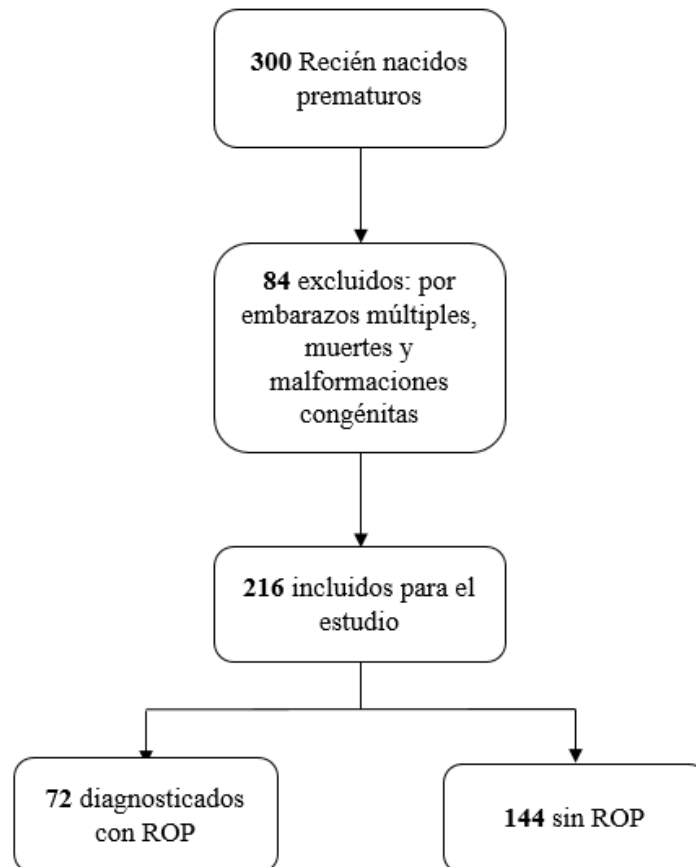 300 Recién nacidos
prematuros
84 excluidos: por
embarazos múltiples,
muertes y
malformaciones
congénitas
216 incluidos para el
estudio
72 diagnosticados
con ROP
144 sin ROP